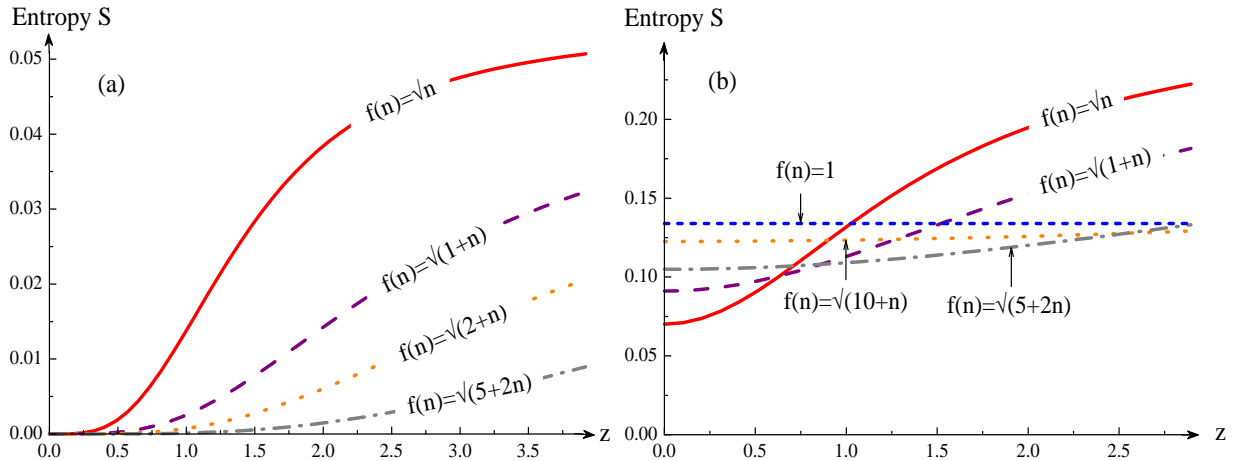 Entropy S
(a)
0.05
0.04
0.03
0.02
0.01
0.00
f(n)=√n
f(n)=√(1+n)
f(n)=√(2+n)
f(n)=√(5+2n)
0.0 0.5 1.0 1.5 2.0 2.5 3.0 3.5
z
Entropy S
(b)
0.20
0.15
0.10
0.05
0.00
f(n)=√n
f(n)=1
f(n)=√(1+n)
f(n)=√(10+n)
f(n)=√(5+2n)
0.0 0.5 1.0 1.5 2.0 2.5
z